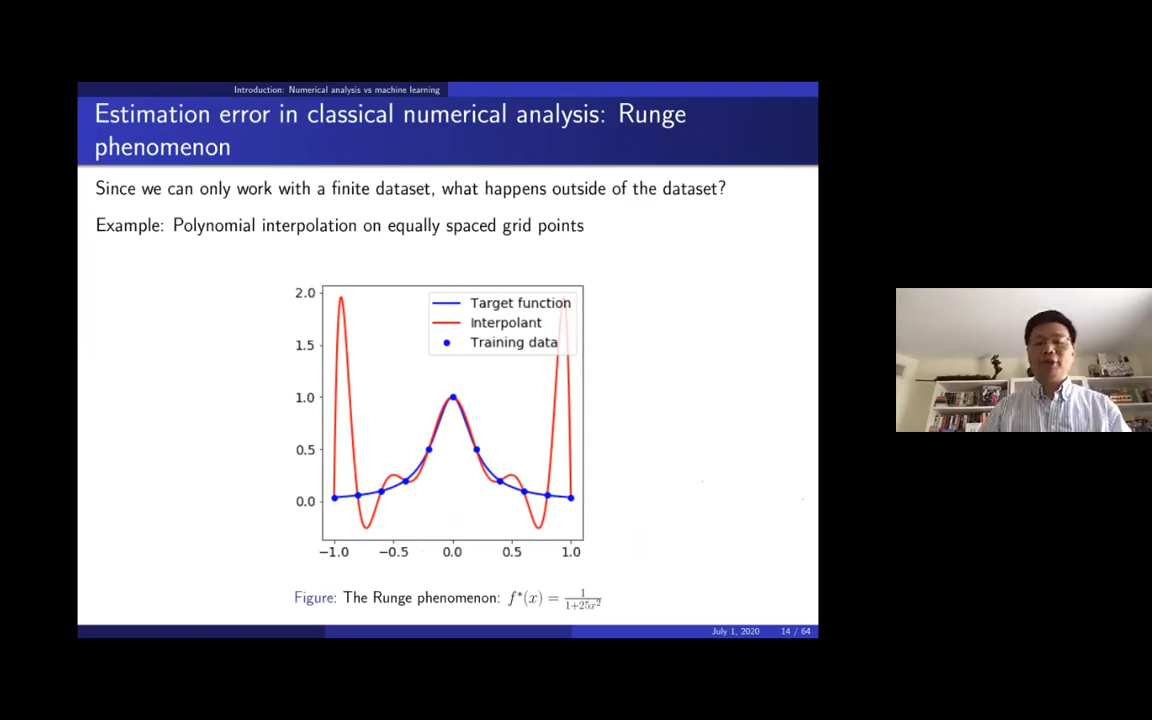 Introduction: Numerical analysis vs machine learning
Estimation error in classical numerical analysis: Runge
phenomenon
Since we can only work with a finite dataset, what happens outside of the dataset?
Example: Polynomial interpolation on equally spaced grid points
2.0
1.5
1.0
0.5
0.0
Target function
Interpolant
Training data
−1.0 −0.5 0.0 0.5 1.0
Figure: The Runge phenomenon: f*(x) = 1/(1+25x²)
July 1, 2020 14 / 64